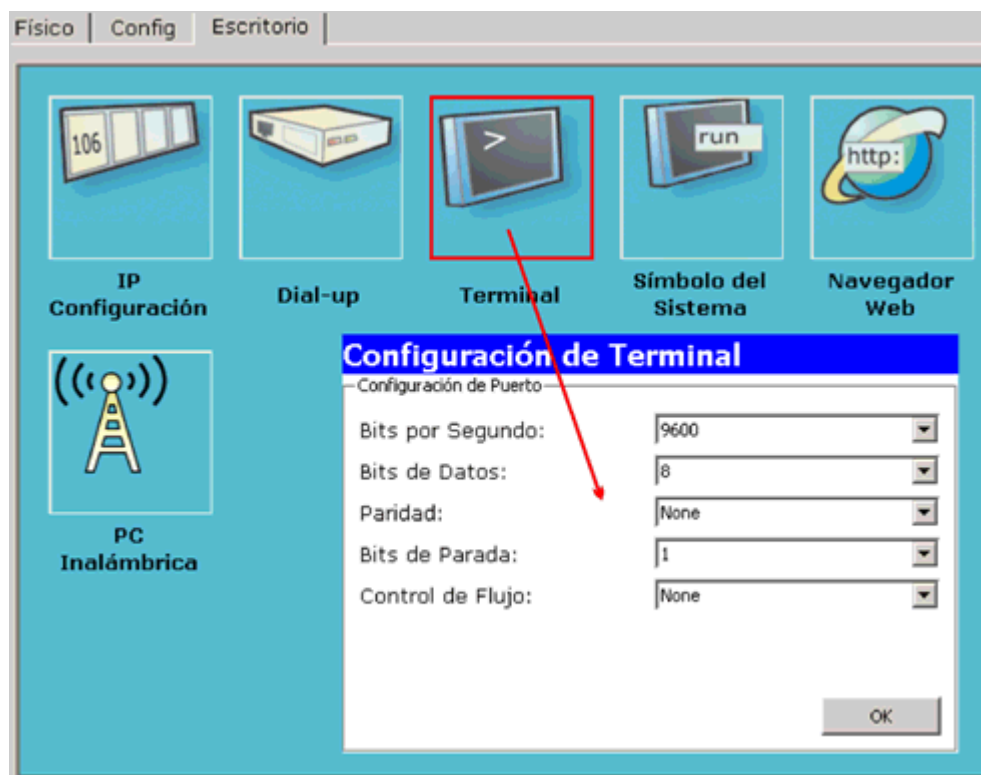 Físico Config Escritorio
106
>
run
http:
IP
Configuración
Dial-up
Terminal
Símbolo del
Sistema
Navegador
Web
PC
Inalámbrica
Configuración de Terminal
Configuración de Puerto
Bits por Segundo: 9600
Bits de Datos: 8
Paridad: None
Bits de Parada: 1
Control de Flujo: None
OK